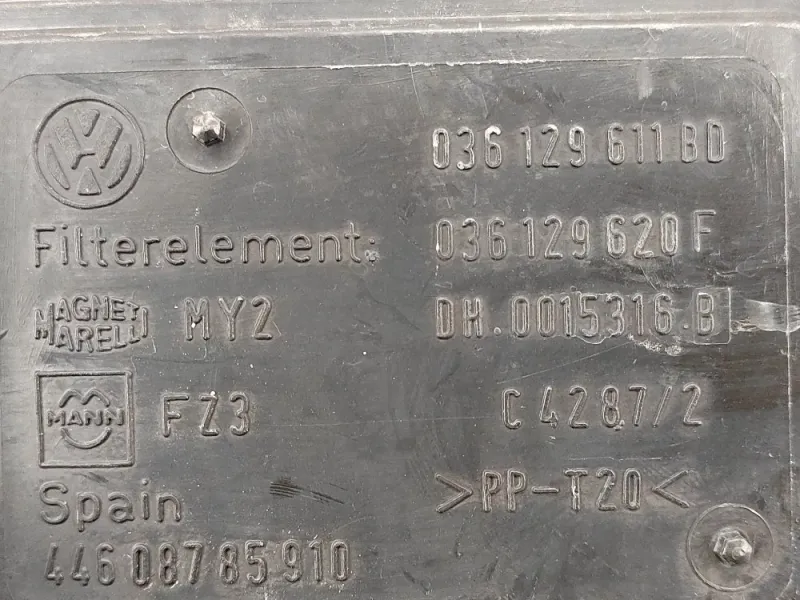 VW 036 129 611 BD
Filterelement: 036 129 620 F
MAGNETI MARELLI MY2 DH.0015316.B
MANN FZ3 C 4287/2
Spain >PP-T20<
446 087 85 910